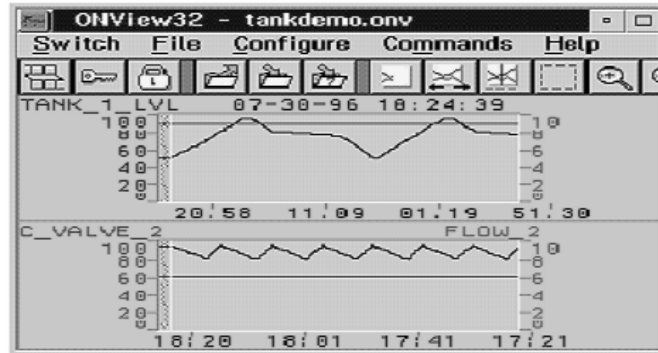 ONView32 - tankdemo.onv
Switch File Configure Commands Help
TANK_1_LVL 07-30-96 18:24:39
100 10
80 8
60 6
40 4
20 2
0 0
20:58 11:09 01:19 51:30
C_VALVE_2 FLOW_2
100 10
80 8
60 6
40 4
20 2
0 0
18:20 18:01 17:41 17:21